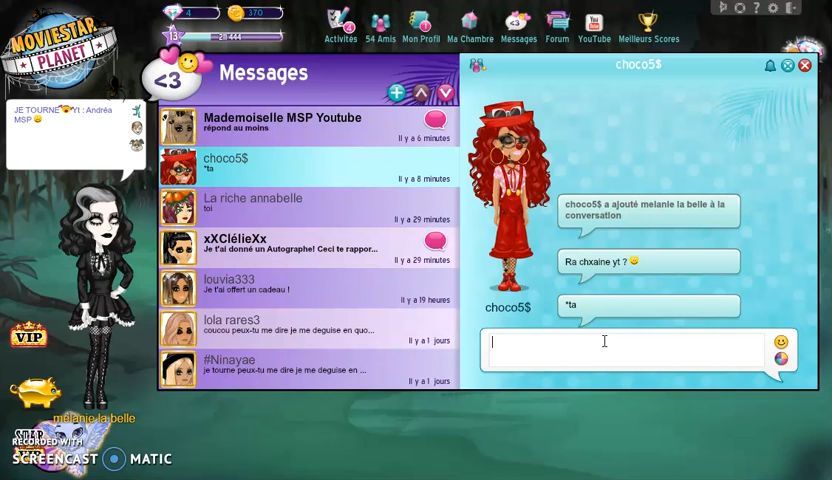 MOVIESTAR
PLANET
4
370
13
Activités
54 Amis
Mon Profil
Ma Chambre
Messages
Forum
YouTube
Meilleurs Scores
JE TOURNE Yt : Andréa
MSP
<3
Messages
Mademoiselle MSP Youtube
répond au moins
Il y a 6 minutes
choco5$
*ta
Il y a 8 minutes
La riche annabelle
toi
Il y a 29 minutes
xXClélieXx
Je t'ai donné un Autographe! Ceci te rappor...
Il y a 29 minutes
louvia333
Je t'ai offert un cadeau !
Il y a 19 heures
lola rares3
coucou peux-tu me dire je me deguise en quo...
Il y a 1 jours
#Ninayae
je tourne peux-tu me dire je me deguise en ...
Il y a 1 jours
choco5$
choco5$ a ajouté melanie la belle à la
conversation
Ra chxaine yt ?
*ta
choco5$
VIP
melanie la belle
RECORDED WITH
SCREENCAST MATIC